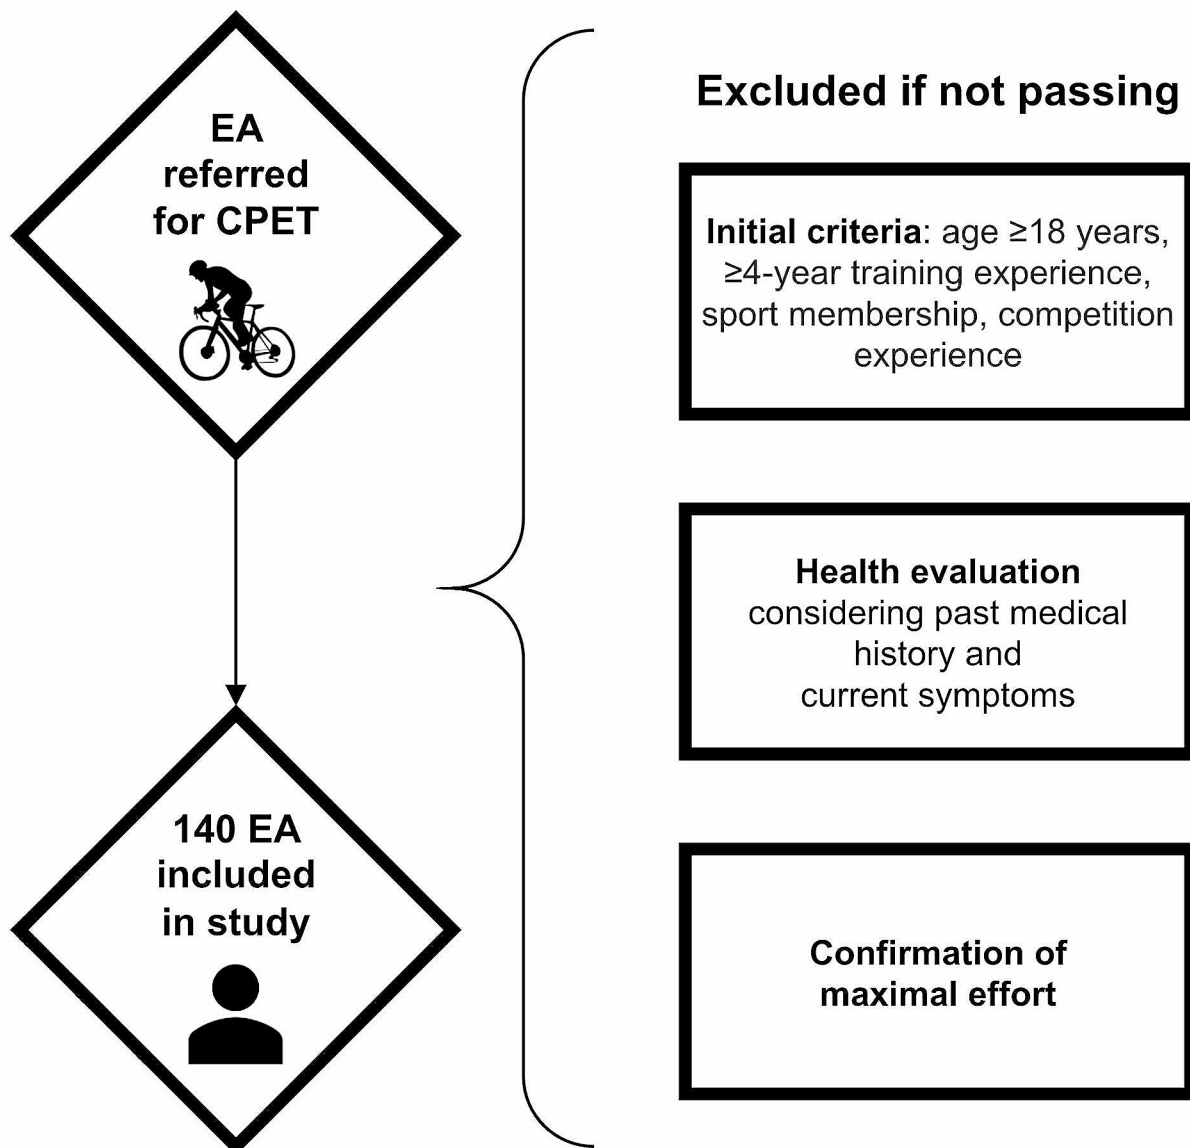 EA
referred
for CPET
140 EA
included
in study
Excluded if not passing
Initial criteria: age ≥18 years,
≥4-year training experience,
sport membership, competition
experience
Health evaluation
considering past medical
history and
current symptoms
Confirmation of
maximal effort